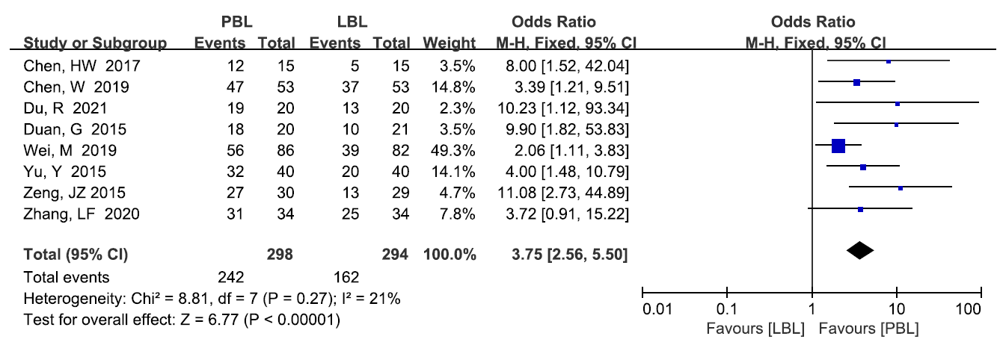 PBL LBL Odds Ratio Odds Ratio
Study or Subgroup Events Total Events Total Weight M-H, Fixed, 95% CI M-H, Fixed, 95% CI
Chen, HW 2017 12 15 5 15 3.5% 8.00 [1.52, 42.04]
Chen, W 2019 47 53 37 53 14.8% 3.39 [1.21, 9.51]
Du, R 2021 19 20 13 20 2.3% 10.23 [1.12, 93.34]
Duan, G 2015 18 20 10 21 3.5% 9.90 [1.82, 53.83]
Wei, M 2019 56 86 39 82 49.3% 2.06 [1.11, 3.83]
Yu, Y 2015 32 40 20 40 14.1% 4.00 [1.48, 10.79]
Zeng, JZ 2015 27 30 13 29 4.7% 11.08 [2.73, 44.89]
Zhang, LF 2020 31 34 25 34 7.8% 3.72 [0.91, 15.22]
Total (95% CI) 298 294 100.0% 3.75 [2.56, 5.50]
Total events 242 162
Heterogeneity: Chi² = 8.81, df = 7 (P = 0.27); I² = 21%
Test for overall effect: Z = 6.77 (P < 0.00001)
0.01 0.1 1 10 100
Favours [LBL] Favours [PBL]